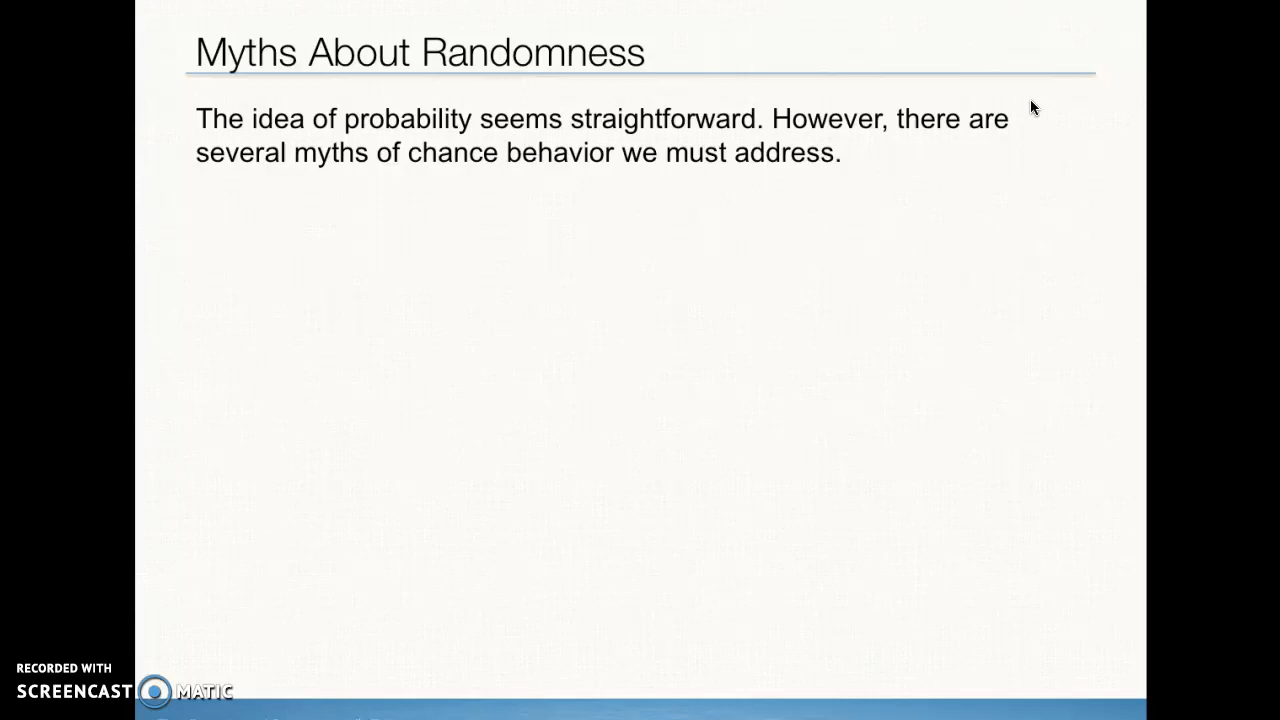 Myths About Randomness
The idea of probability seems straightforward. However, there are
several myths of chance behavior we must address.
RECORDED WITH
SCREENCAST MATIC